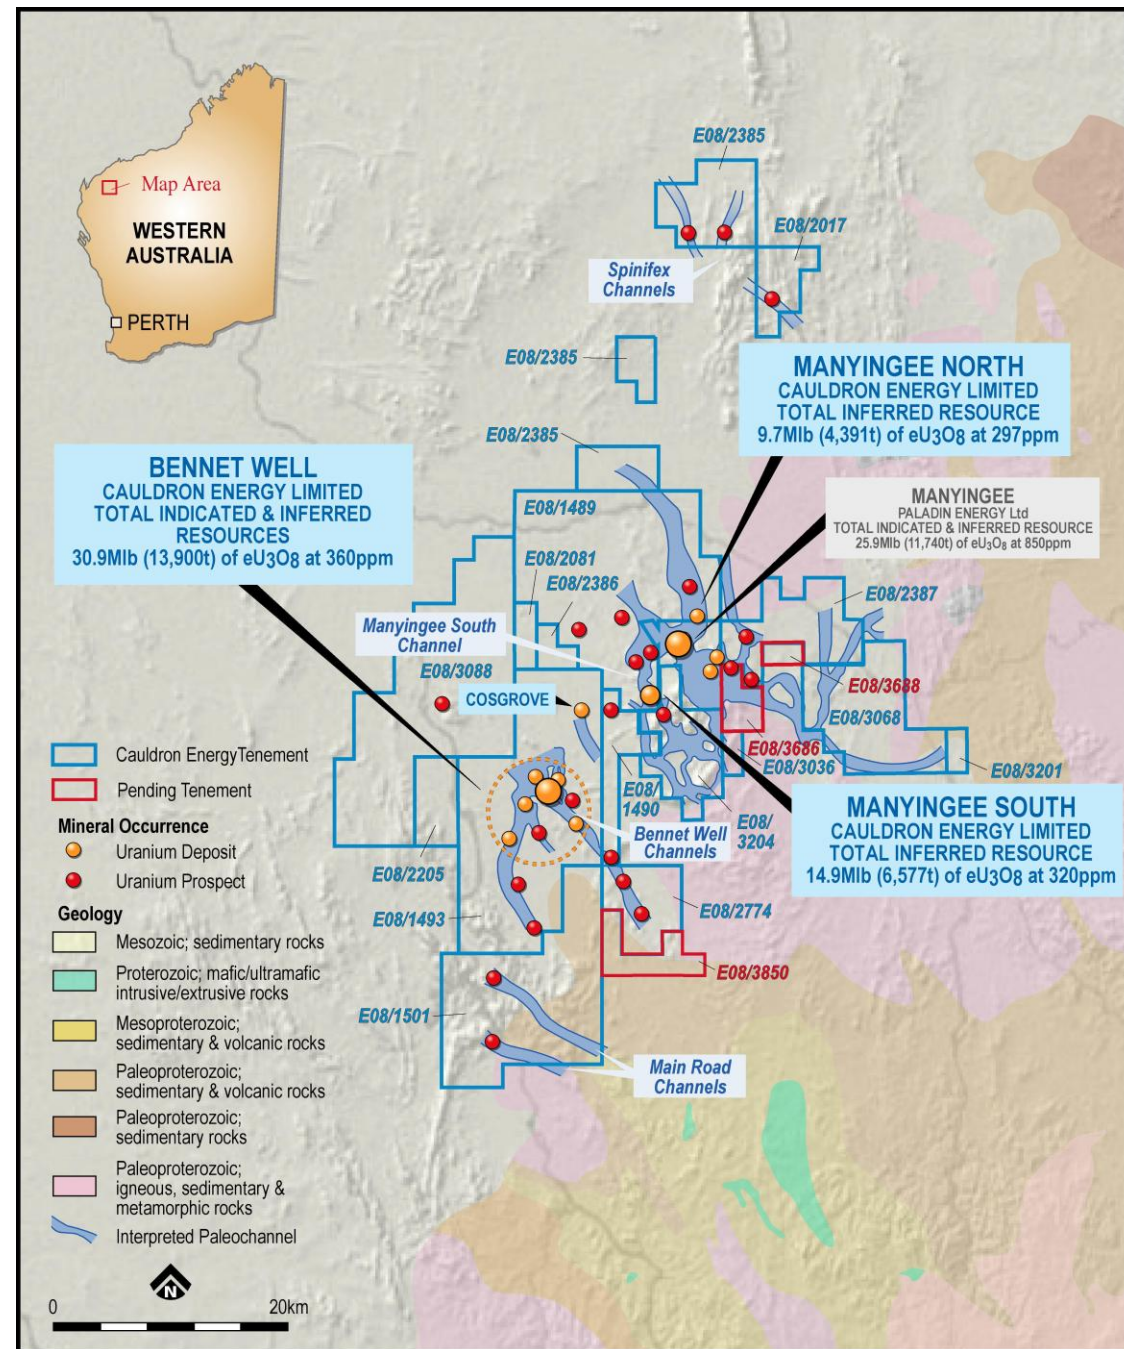 Map Area
WESTERN
AUSTRALIA
PERTH
E08/2385
E08/2017
Spinifex
Channels
E08/2385
MANYINGEE NORTH
CAULDRON ENERGY LIMITED
TOTAL INFERRED RESOURCE
9.7Mlb (4,391t) of eU3O8 at 297ppm
E08/2385
BENNET WELL
CAULDRON ENERGY LIMITED
TOTAL INDICATED & INFERRED
RESOURCES
30.9Mlb (13,900t) of eU3O8 at 360ppm
MANYINGEE
PALADIN ENERGY Ltd
TOTAL INDICATED & INFERRED RESOURCE
25.9Mlb (11,740t) of eU3O8 at 850ppm
E08/1489
E08/2081
E08/2386
E08/2387
Manyingee South
Channel
E08/3088
COSGROVE
E08/3688
E08/3068
E08/3686
E08/3036
E08/3201
E08/
1490
E08/
3204
MANYINGEE SOUTH
CAULDRON ENERGY LIMITED
TOTAL INFERRED RESOURCE
14.9Mlb (6,577t) of eU3O8 at 320ppm
Bennet Well
Channels
E08/2205
E08/1493
E08/2774
E08/3850
E08/1501
Main Road
Channels
Cauldron EnergyTenement
Pending Tenement
Mineral Occurrence
Uranium Deposit
Uranium Prospect
Geology
Mesozoic; sedimentary rocks
Proterozoic; mafic/ultramafic
intrusive/extrusive rocks
Mesoproterozoic;
sedimentary & volcanic rocks
Paleoproterozoic;
sedimentary & volcanic rocks
Paleoproterozoic;
sedimentary rocks
Paleoproterozoic;
igneous, sedimentary &
metamorphic rocks
Interpreted Paleochannel
N
0 20km